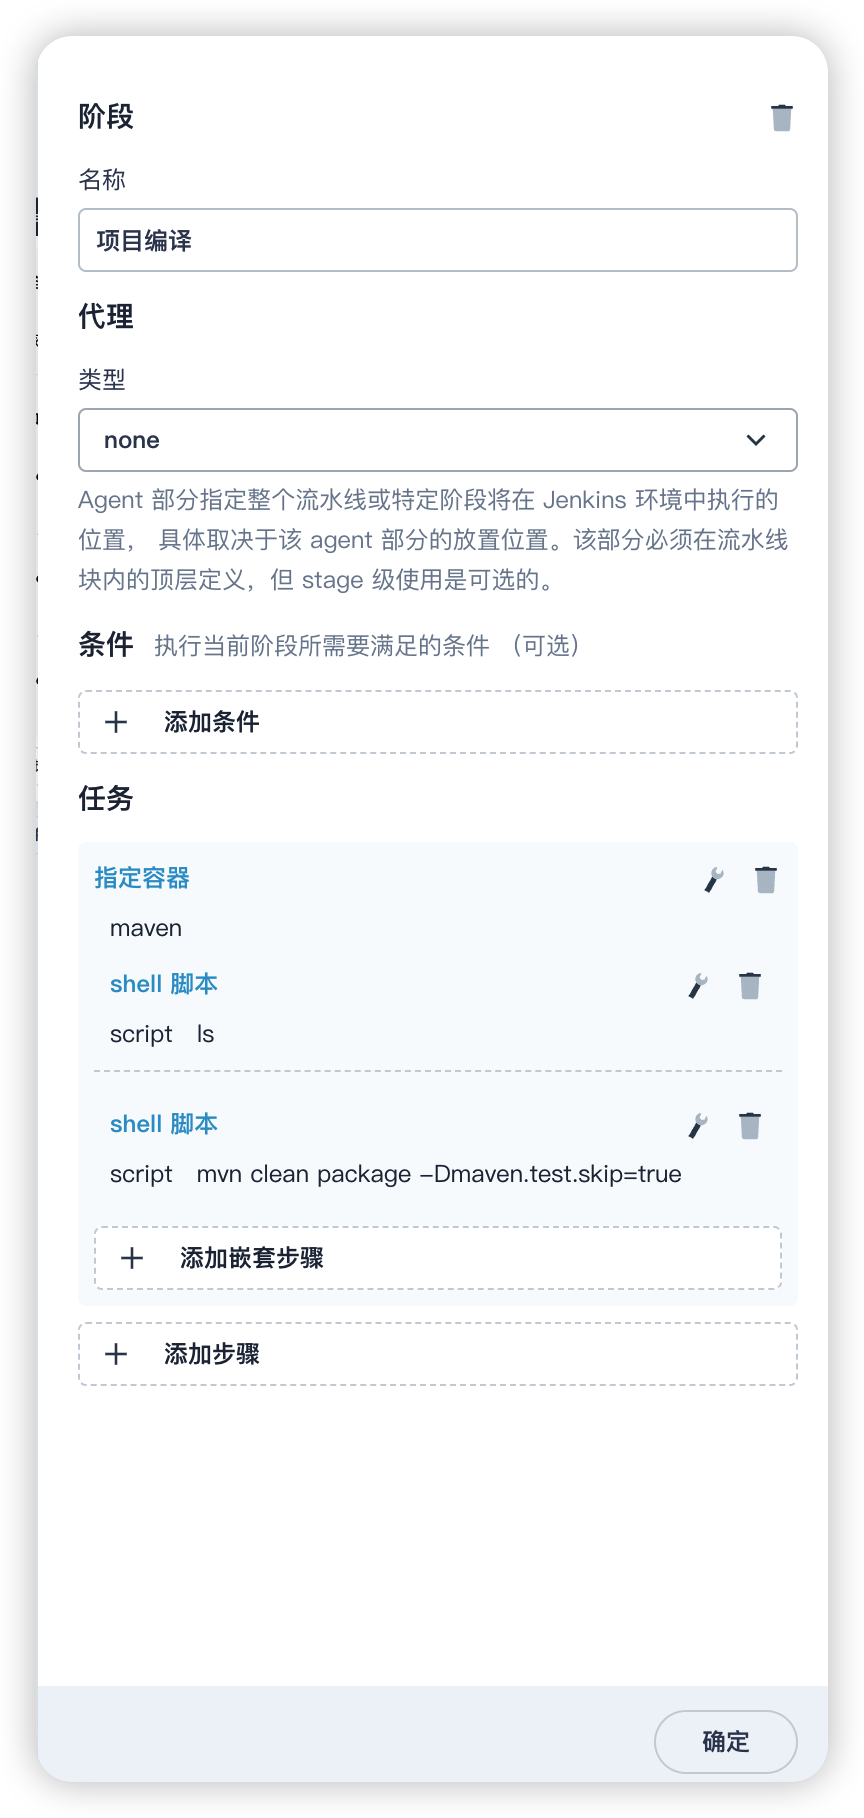 阶段
名称
项目编译
代理
类型
none
Agent 部分指定整个流水线或特定阶段将在 Jenkins 环境中执行的
位置， 具体取决于该 agent 部分的放置位置。该部分必须在流水线
块内的顶层定义，但 stage 级使用是可选的。
条件 执行当前阶段所需要满足的条件 （可选）
添加条件
任务
指定容器
maven
shell 脚本
script ls
shell 脚本
script mvn clean package –Dmaven.test.skip=true
添加嵌套步骤
添加步骤
确定